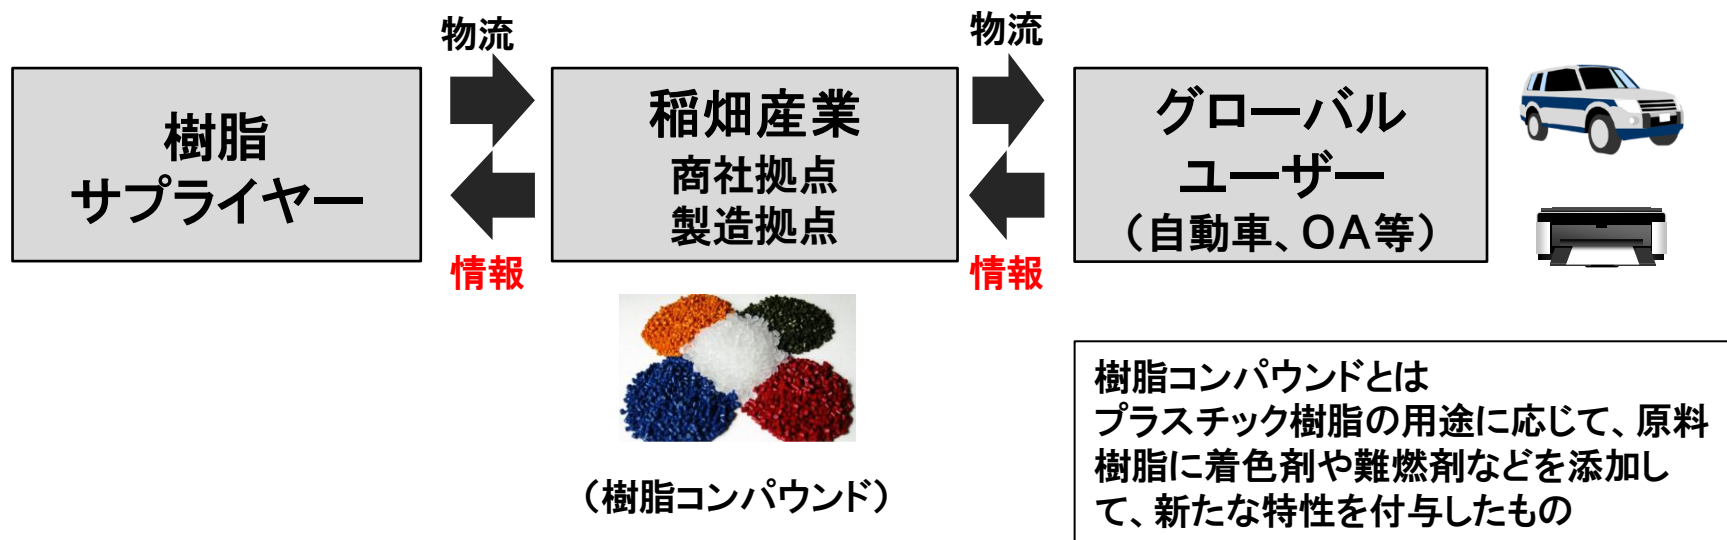 物流
物流
樹脂
サプライヤー
稲畑産業
商社拠点
製造拠点
グローバル
ユーザー
（自動車、ＯＡ等）
情報
情報
（樹脂コンパウンド）
樹脂コンパウンドとは
プラスチック樹脂の用途に応じて、原料
樹脂に着色剤や難燃剤などを添加し
て、新たな特性を付与したもの